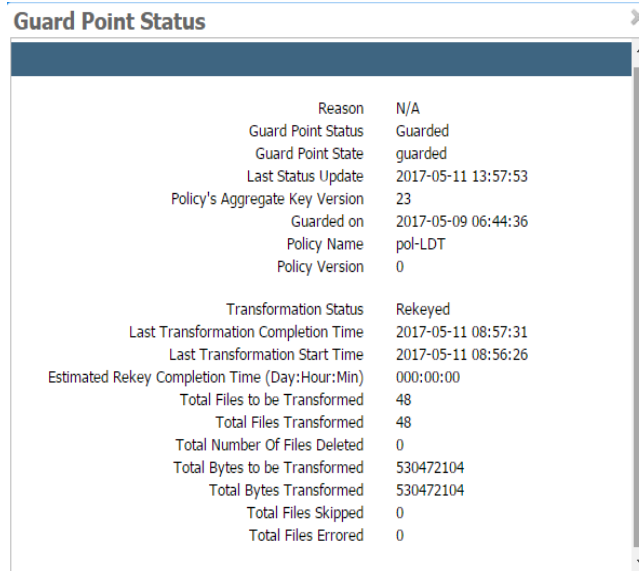 Guard Point Status
Reason N/A
Guard Point Status Guarded
Guard Point State guarded
Last Status Update 2017-05-11 13:57:53
Policy's Aggregate Key Version 23
Guarded on 2017-05-09 06:44:36
Policy Name pol-LDT
Policy Version 0
Transformation Status Rekeyed
Last Transformation Completion Time 2017-05-11 08:57:31
Last Transformation Start Time 2017-05-11 08:56:26
Estimated Rekey Completion Time (Day:Hour:Min) 000:00:00
Total Files to be Transformed 48
Total Files Transformed 48
Total Number Of Files Deleted 0
Total Bytes to be Transformed 530472104
Total Bytes Transformed 530472104
Total Files Skipped 0
Total Files Errored 0